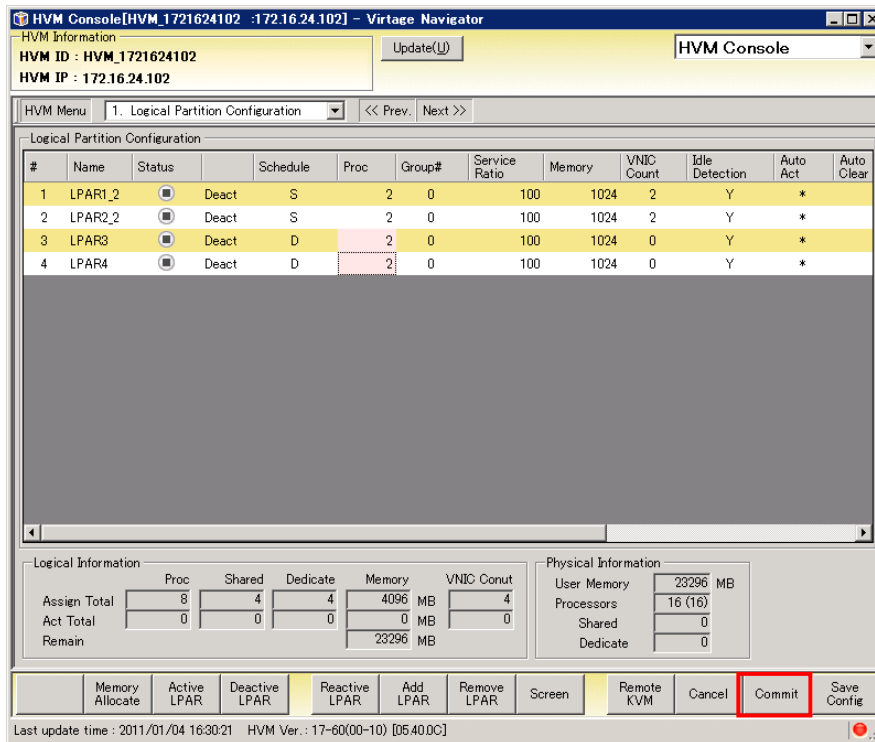 HVM Console[HVM_1721624102 :172.16.24.102] - Virtage Navigator
HVM Information
HVM ID : HVM_1721624102
HVM IP : 172.16.24.102
Update(U)
HVM Console
HVM Menu 1. Logical Partition Configuration << Prev. Next >>
Logical Partition Configuration
# Name Status Schedule Proc Group# Service Ratio Memory VNIC Count Idle Detection Auto Act Auto Clear
1 LPAR1_2 Deact S 2 0 100 1024 2 Y *
2 LPAR2_2 Deact S 2 0 100 1024 2 Y *
3 LPAR3 Deact D 2 0 100 1024 0 Y *
4 LPAR4 Deact D 2 0 100 1024 0 Y *
Logical Information
Proc Shared Dedicate Memory VNIC Conut
Assign Total 8 4 4 4096 MB 4
Act Total 0 0 0 0 MB 0
Remain 23296 MB
Physical Information
User Memory 23296 MB
Processors 16 (16)
Shared 0
Dedicate 0
Memory Allocate Active LPAR Deactive LPAR Reactive LPAR Add LPAR Remove LPAR Screen Remote KVM Cancel Commit Save Config
Last update time : 2011/01/04 16:30:21 HVM Ver. : 17-60(00-10) [05.40.0C]